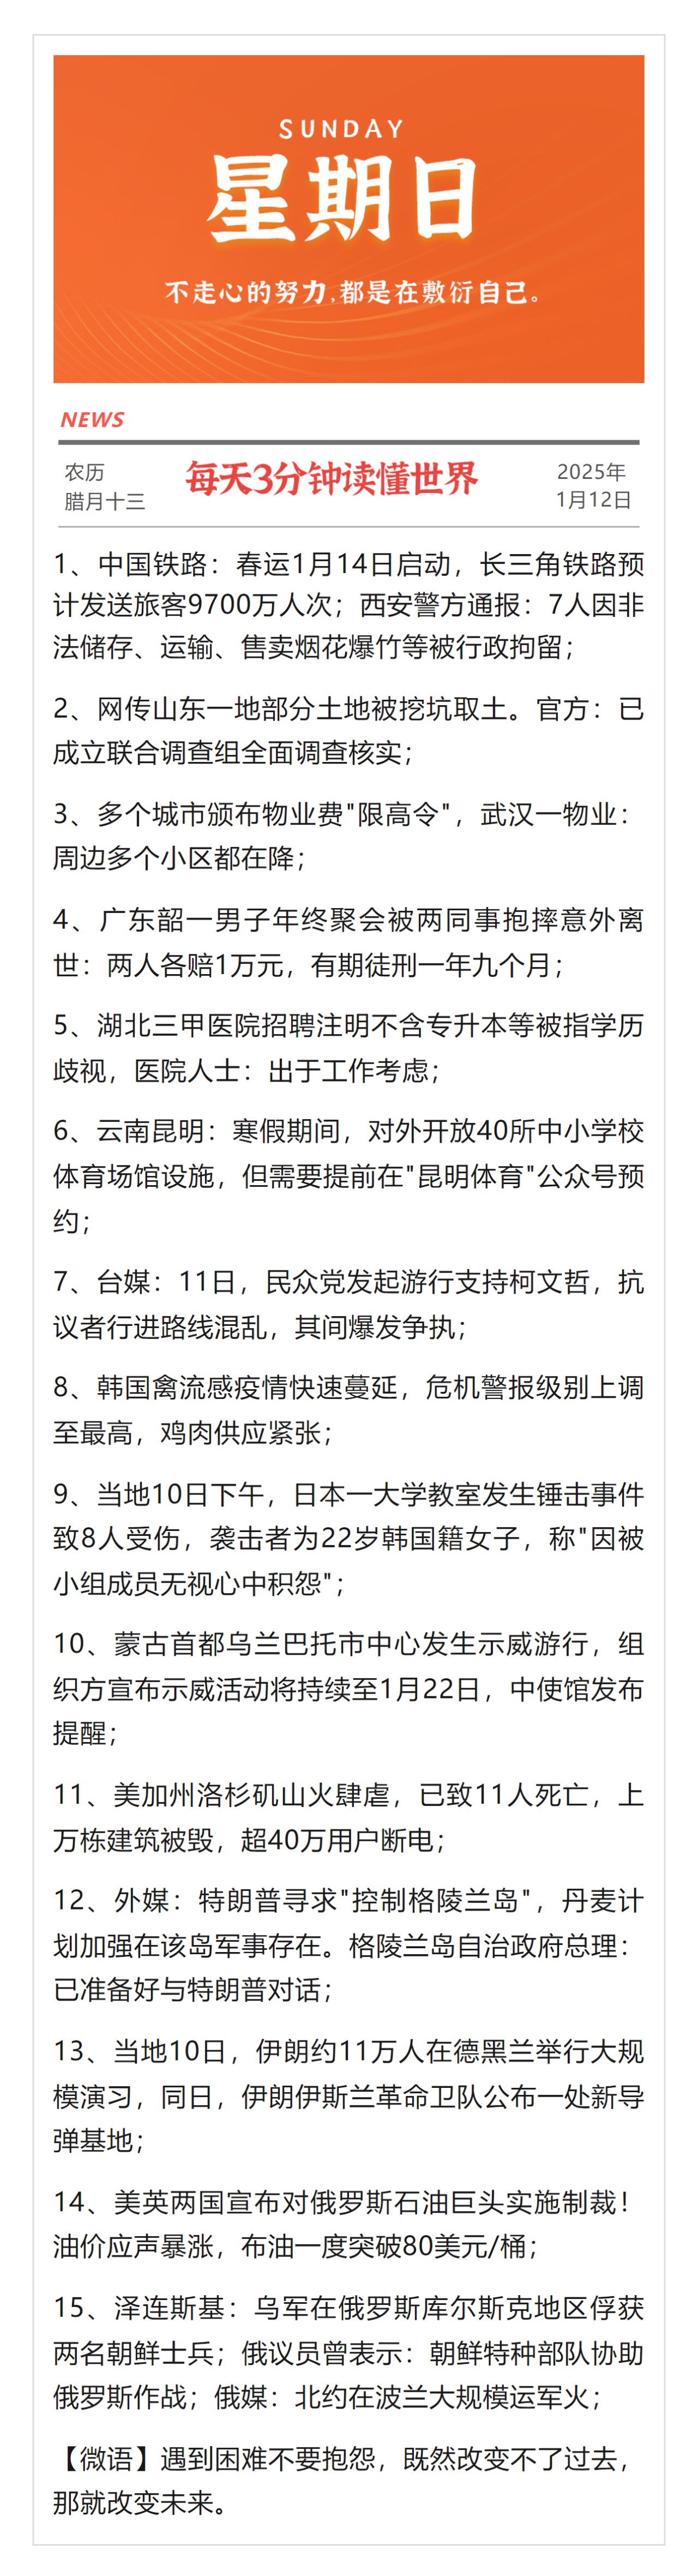 SUNDAY
星期日
不走心的努力,都是在敷衍自己。
NEWS
农历
腊月十三
每天3分钟读懂世界
2025年
1月12日
1、中国铁路：春运1月14日启动，长三角铁路预
计发送旅客9700万人次；西安警方通报：7人因非
法储存、运输、售卖烟花爆竹等被行政拘留；
2、网传山东一地部分土地被挖坑取土。官方：已
成立联合调查组全面调查核实；
3、多个城市颁布物业费"限高令"，武汉一物业：
周边多个小区都在降；
4、广东韶一男子年终聚会被两同事抱摔意外离
世：两人各赔1万元，有期徒刑一年九个月；
5、湖北三甲医院招聘注明不含专升本等被指学历
歧视，医院人士：出于工作考虑；
6、云南昆明：寒假期间，对外开放40所中小学校
体育场馆设施，但需要提前在"昆明体育"公众号预
约；
7、台媒：11日，民众党发起游行支持柯文哲，抗
议者行进路线混乱，其间爆发争执；
8、韩国禽流感疫情快速蔓延，危机警报级别上调
至最高，鸡肉供应紧张；
9、当地10日下午，日本一大学教室发生锤击事件
致8人受伤，袭击者为22岁韩国籍女子，称"因被
小组成员无视心中积怨"；
10、蒙古首都乌兰巴托市中心发生示威游行，组
织方宣布示威活动将持续至1月22日，中使馆发布
提醒；
11、美加州洛杉矶山火肆虐，已致11人死亡，上
万栋建筑被毁，超40万用户断电；
12、外媒：特朗普寻求"控制格陵兰岛"，丹麦计
划加强在该岛军事存在。格陵兰岛自治政府总理：
已准备好与特朗普对话；
13、当地10日，伊朗约11万人在德黑兰举行大规
模演习，同日，伊朗伊斯兰革命卫队公布一处新导
弹基地；
14、美英两国宣布对俄罗斯石油巨头实施制裁！
油价应声暴涨，布油一度突破80美元/桶；
15、泽连斯基：乌军在俄罗斯库尔斯克地区俘获
两名朝鲜士兵；俄议员曾表示：朝鲜特种部队协助
俄罗斯作战；俄媒：北约在波兰大规模运军火；
【微语】遇到困难不要抱怨，既然改变不了过去，
那就改变未来。